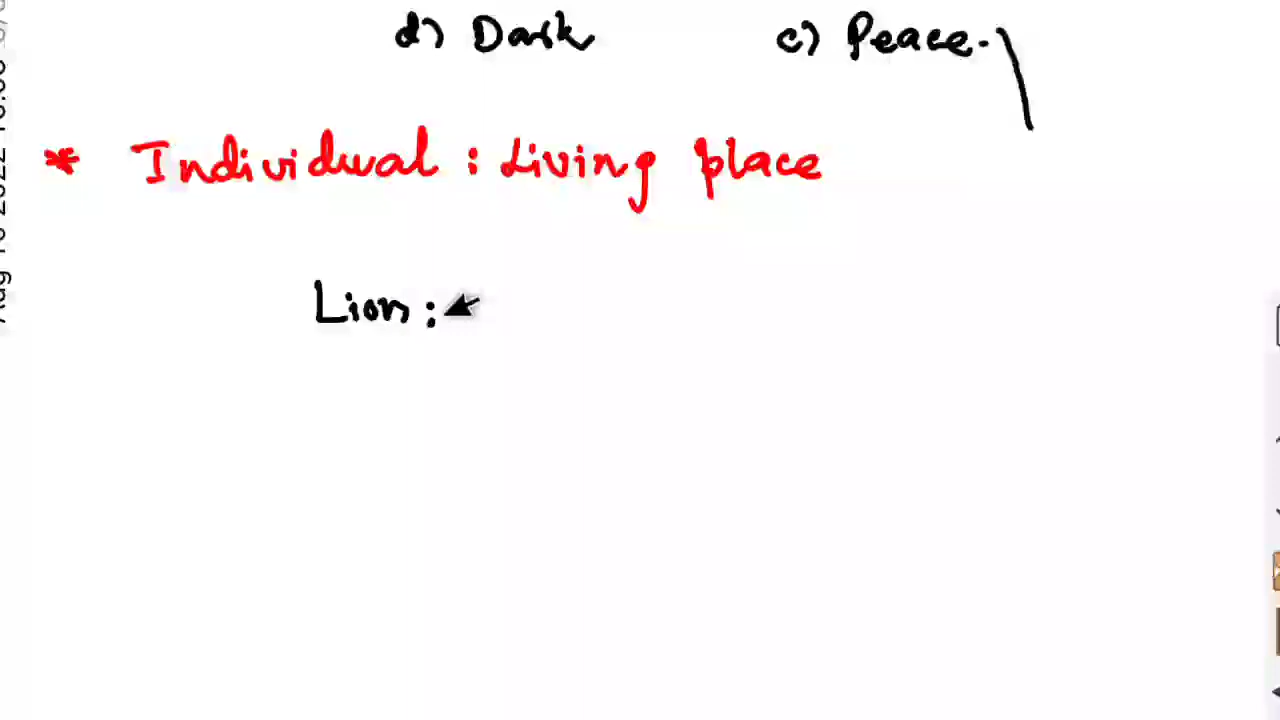 d) Dark c) Peace.
* Individual : Living place
Lion :